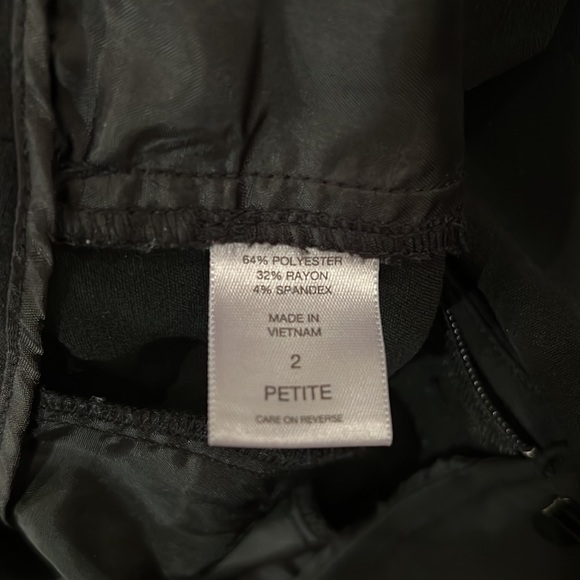 64% POLYESTER
32% RAYON
4% SPANDEX
MADE IN
VIETNAM
2
PETITE
CARE ON REVERSE